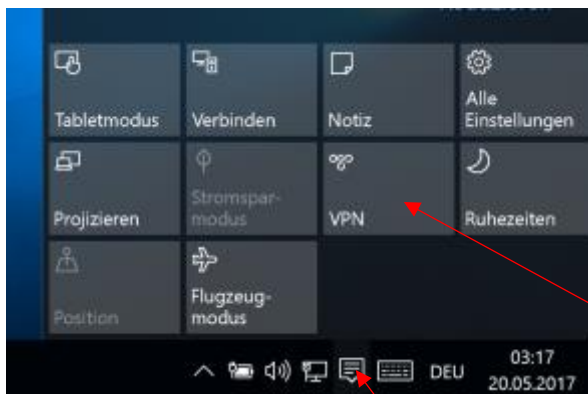 Tabletmodus
Verbinden
Notiz
Alle
Einstellungen
Projizieren
Stromspar-
modus
VPN
Ruhezeiten
Position
Flugzeug-
modus
DEU
03:17
20.05.2017